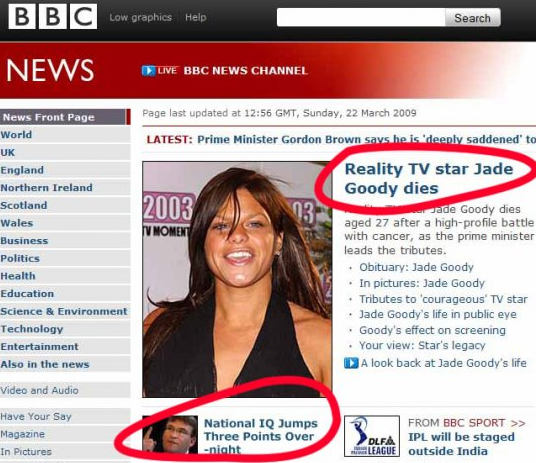 BBC
Low graphics Help
Search
NEWS
LIVE BBC NEWS CHANNEL
News Front Page
World
UK
England
Northern Ireland
Scotland
Wales
Business
Politics
Health
Education
Science & Environment
Technology
Entertainment
Also in the news
Video and Audio
Have Your Say
Magazine
In Pictures
Page last updated at 12:56 GMT, Sunday, 22 March 2009
LATEST: Prime Minister Gordon Brown says he is 'deeply saddened' to
2003
TV MOMENT
2003
Reality TV star Jade
Goody dies
Reality TV star Jade Goody dies
aged 27 after a high-profile battle
with cancer, as the prime minister
leads the tributes.
· Obituary: Jade Goody
· In pictures: Jade Goody
· Tributes to 'courageous' TV star
· Jade Goody's life in public eye
· Goody's effect on screening
· Your view: Star's legacy
A look back at Jade Goody's life
National IQ Jumps
Three Points Over
-night
DLF
LEAGUE
FROM BBC SPORT >>
IPL will be staged
outside India